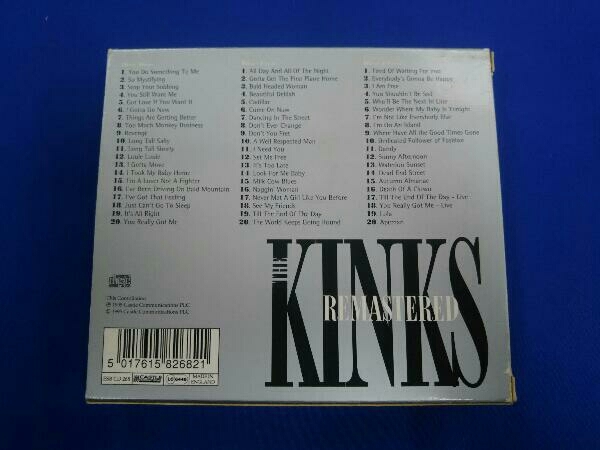 1. You Do Something To Me
2. So Mystifying
3. Stop Your Sobbing
4. You Still Want Me
5. Got Love If You Want It
6. I Gotta Go Now
7. Things Are Getting Better
8. Too Much Monkey Business
9. Revenge
10. Long Tall Sally
11. Long Tall Shorty
12. Louie Louie
13. I Gotta Move
14. I Took My Baby Home
15. I'm A Lover Not A Fighter
16. I've Been Driving On Bald Mountain
17. I've Got That Feeling
18. Just Can't Go To Sleep
19. It's All Right
20. You Really Got Me
1. All Day And All Of The Night
2. Gotta Get The First Plane Home
3. Bald Headed Woman
4. Beautiful Delilah
5. Cadillac
6. Come On Now
7. Dancing In The Street
8. Don't Ever Change
9. Don't You Fret
10. A Well Respected Man
11. I Need You
12. Set Me Free
13. It's Too Late
14. Look For Me Baby
15. Milk Cow Blues
16. Naggin' Woman
17. Never Met A Girl Like You Before
18. See My Friends
19. Till The End Of The Day
20. The World Keeps Going Round
1. Tired Of Waiting For You
2. Everybody's Gonna Be Happy
3. I Am Free
4. You Shouldn't Be Sad
5. Who'll Be The Next In Line
6. Wonder Where My Baby Is Tonight
7. I'm Not Like Everybody Else
8. I'm On An Island
9. Where Have All the Good Times Gone
10. Dedicated Follower of Fashion
11. Dandy
12. Sunny Afternoon
13. Waterloo Sunset
14. Dead End Street
15. Autumn Almanac
16. Death Of A Clown
17. Till The End Of The Day - Live
18. You Really Got Me - Live
19. Lola
20. Apeman
THE
KINKS
REMASTERED
This Compilation
℗ 1995 Castle Communications PLC
© 1995 Castle Communications PLC
5 017615 826821
ESB CD 268
CASTLE
MADE IN
ENGLAND